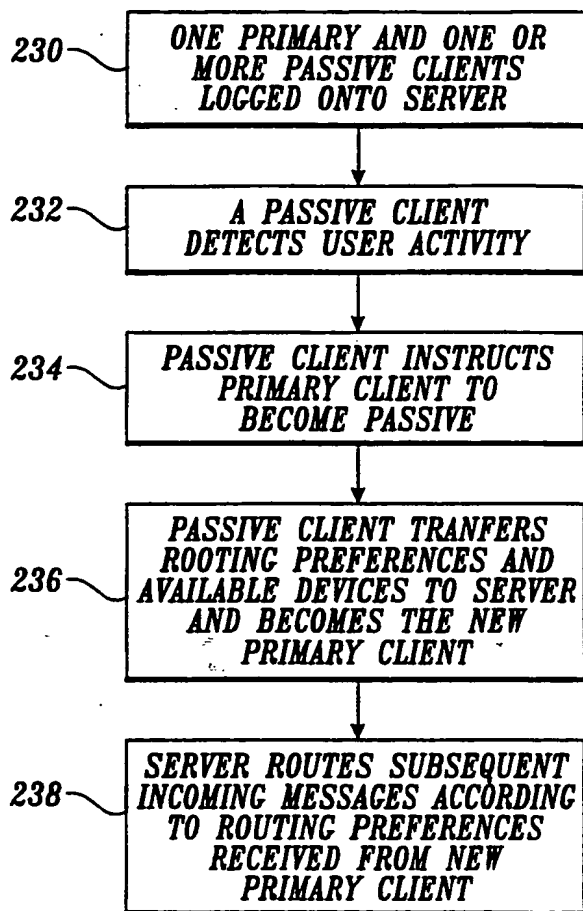 230
ONE PRIMARY AND ONE OR
MORE PASSIVE CLIENTS
LOGGED ONTO SERVER
232
A PASSIVE CLIENT
DETECTS USER ACTIVITY
234
PASSIVE CLIENT INSTRUCTS
PRIMARY CLIENT TO
BECOME PASSIVE
236
PASSIVE CLIENT TRANFERS
ROOTING PREFERENCES AND
AVAILABLE DEVICES TO SERVER
AND BECOMES THE NEW
PRIMARY CLIENT
238
SERVER ROUTES SUBSEQUENT
INCOMING MESSAGES ACCORDING
TO ROUTING PREFERENCES
RECEIVED FROM NEW
PRIMARY CLIENT